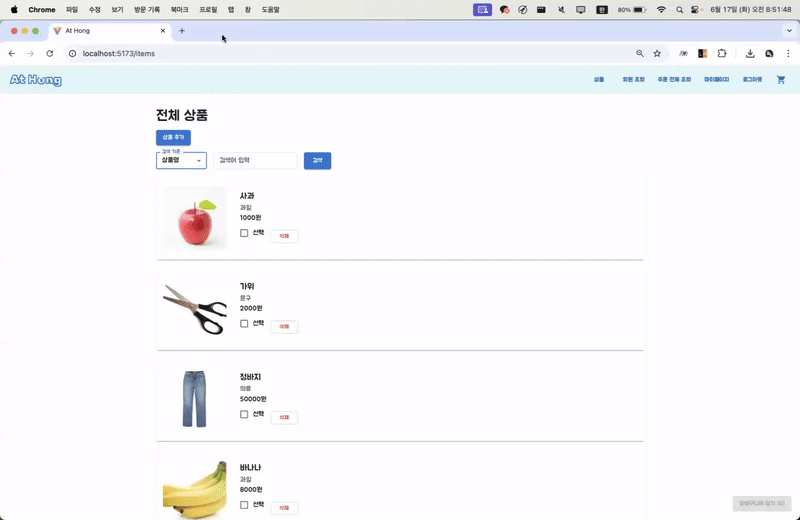 Chrome 파일 수정 보기 방문 기록 북마크 프로필 탭 창 도움말 한 80% 6월 17일 (화) 오전 8:51:48
At Hong
localhost:5173/items
At Hong 상품 회원 조회 주문 전체 조회 마이페이지 로그아웃
전체 상품
상품 추가
검색 기준
상품명 검색어 입력 검색
사과
과일
1000원
선택 삭제
가위
문구
2000원
선택 삭제
청바지
의류
50000원
선택 삭제
바나나
과일
8000원
선택 삭제
장바구니에 담기 (0)